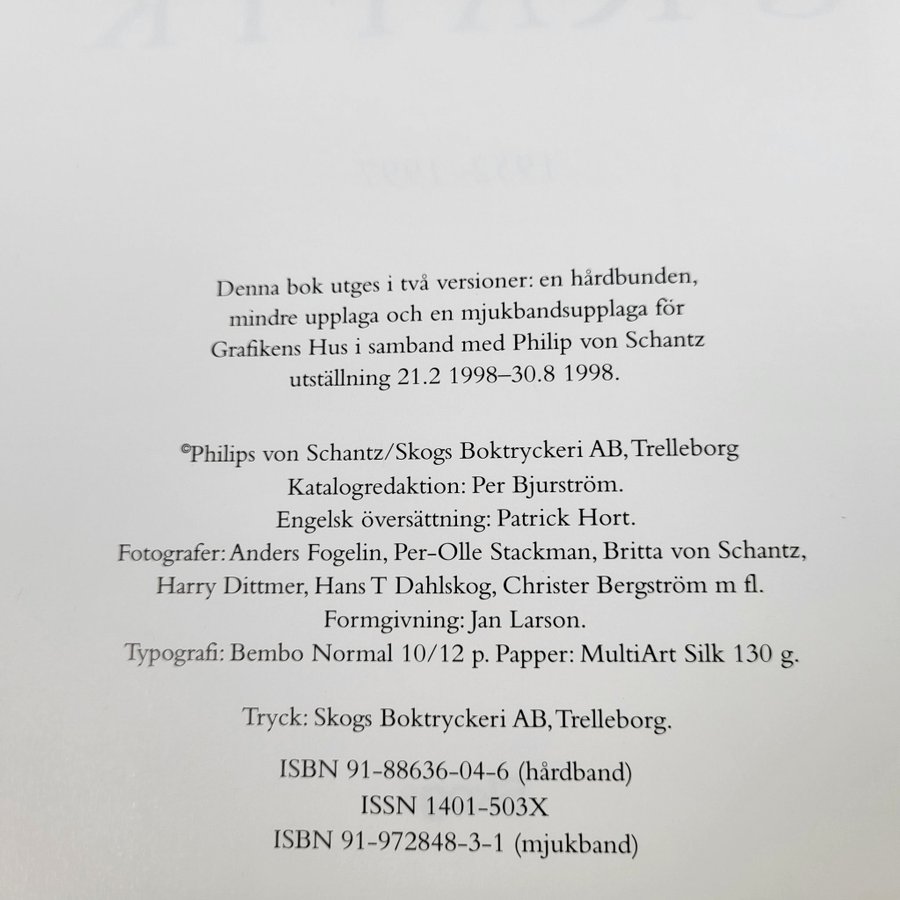 Denna bok utges i två versioner: en hårdbunden,
mindre upplaga och en mjukbandsupplaga för
Grafikens Hus i samband med Philip von Schantz
utställning 21.2 1998–30.8 1998.
©Philips von Schantz/Skogs Boktryckeri AB, Trelleborg
Katalogredaktion: Per Bjurström.
Engelsk översättning: Patrick Hort.
Fotografer: Anders Fogelin, Per-Olle Stackman, Britta von Schantz,
Harry Dittmer, Hans T Dahlskog, Christer Bergström m fl.
Formgivning: Jan Larson.
Typografi: Bembo Normal 10/12 p. Papper: MultiArt Silk 130 g.
Tryck: Skogs Boktryckeri AB, Trelleborg.
ISBN 91-88636-04-6 (hårdband)
ISSN 1401-503X
ISBN 91-972848-3-1 (mjukband)